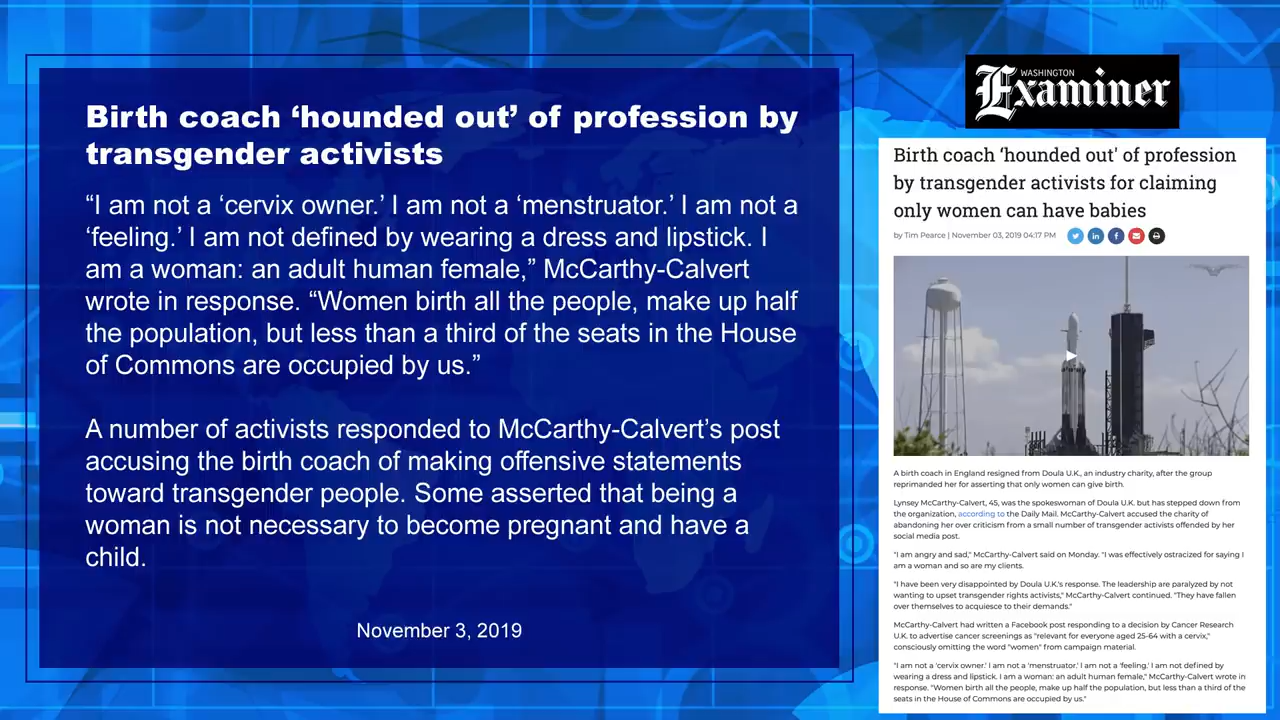 Birth coach ‘hounded out’ of profession by
transgender activists
“I am not a ‘cervix owner.’ I am not a ‘menstruator.’ I am not a
‘feeling.’ I am not defined by wearing a dress and lipstick. I
am a woman: an adult human female,” McCarthy-Calvert
wrote in response. “Women birth all the people, make up half
the population, but less than a third of the seats in the House
of Commons are occupied by us.”
A number of activists responded to McCarthy-Calvert’s post
accusing the birth coach of making offensive statements
toward transgender people. Some asserted that being a
woman is not necessary to become pregnant and have a
child.
November 3, 2019
WASHINGTON
Examiner
Birth coach ‘hounded out’ of profession
by transgender activists for claiming
only women can have babies
by Tim Pearce | November 03, 2019 04:17 PM
A birth coach in England resigned from Doula U.K., an industry charity, after the group
reprimanded her for asserting that only women can give birth.
Lynsey McCarthy-Calvert, 45, was the spokeswoman of Doula U.K. but has stepped down from
the organization, according to the Daily Mail. McCarthy-Calvert accused the charity of
abandoning her over criticism from a small number of transgender activists offended by her
social media post.
"I am angry and sad," McCarthy-Calvert said on Monday. "I was effectively ostracized for saying I
am a woman and so are my clients.
"I have been very disappointed by Doula U.K.'s response. The leadership are paralyzed by not
wanting to upset transgender rights activists," McCarthy-Calvert continued. "They have fallen
over themselves to acquiesce to their demands."
McCarthy-Calvert had written a Facebook post responding to a decision by Cancer Research
U.K. to advertise cancer screenings as "relevant for everyone aged 25-64 with a cervix,"
consciously omitting the word "women" from campaign material.
"I am not a 'cervix owner.' I am not a 'menstruator.' I am not a 'feeling.' I am not defined by
wearing a dress and lipstick. I am a woman: an adult human female," McCarthy-Calvert wrote in
response. "Women birth all the people, make up half the population, but less than a third of the
seats in the House of Commons are occupied by us."